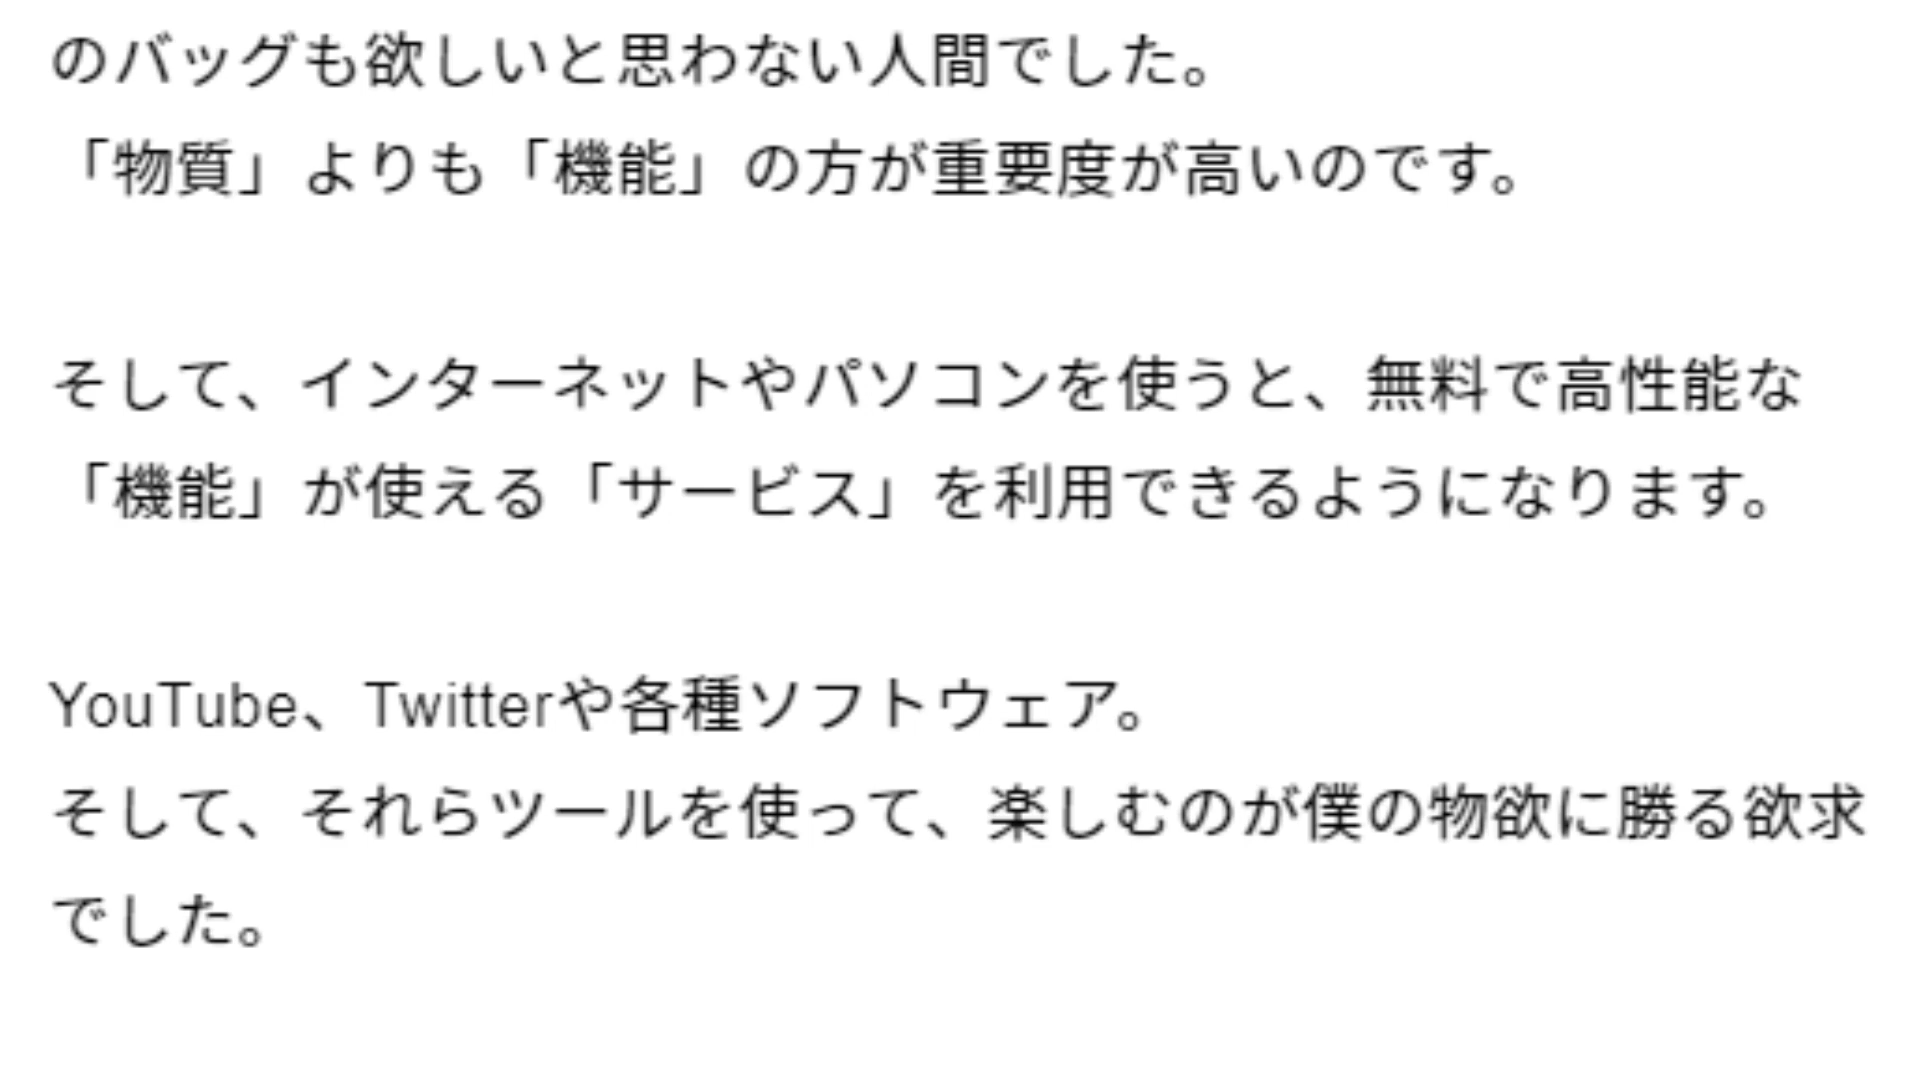 のバッグも欲しいと思わない人間でした。
「物質」よりも「機能」の方が重要度が高いのです。
そして、インターネットやパソコンを使うと、無料で高性能な
「機能」が使える「サービス」を利用できるようになります。
YouTube、Twitterや各種ソフトウェア。
そして、それらツールを使って、楽しむのが僕の物欲に勝る欲求
でした。